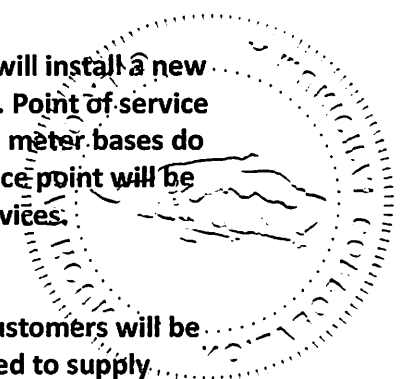 will install a new
. Point of service
meter bases do
ce point will be
vices.
ustomers will be
ed to supply